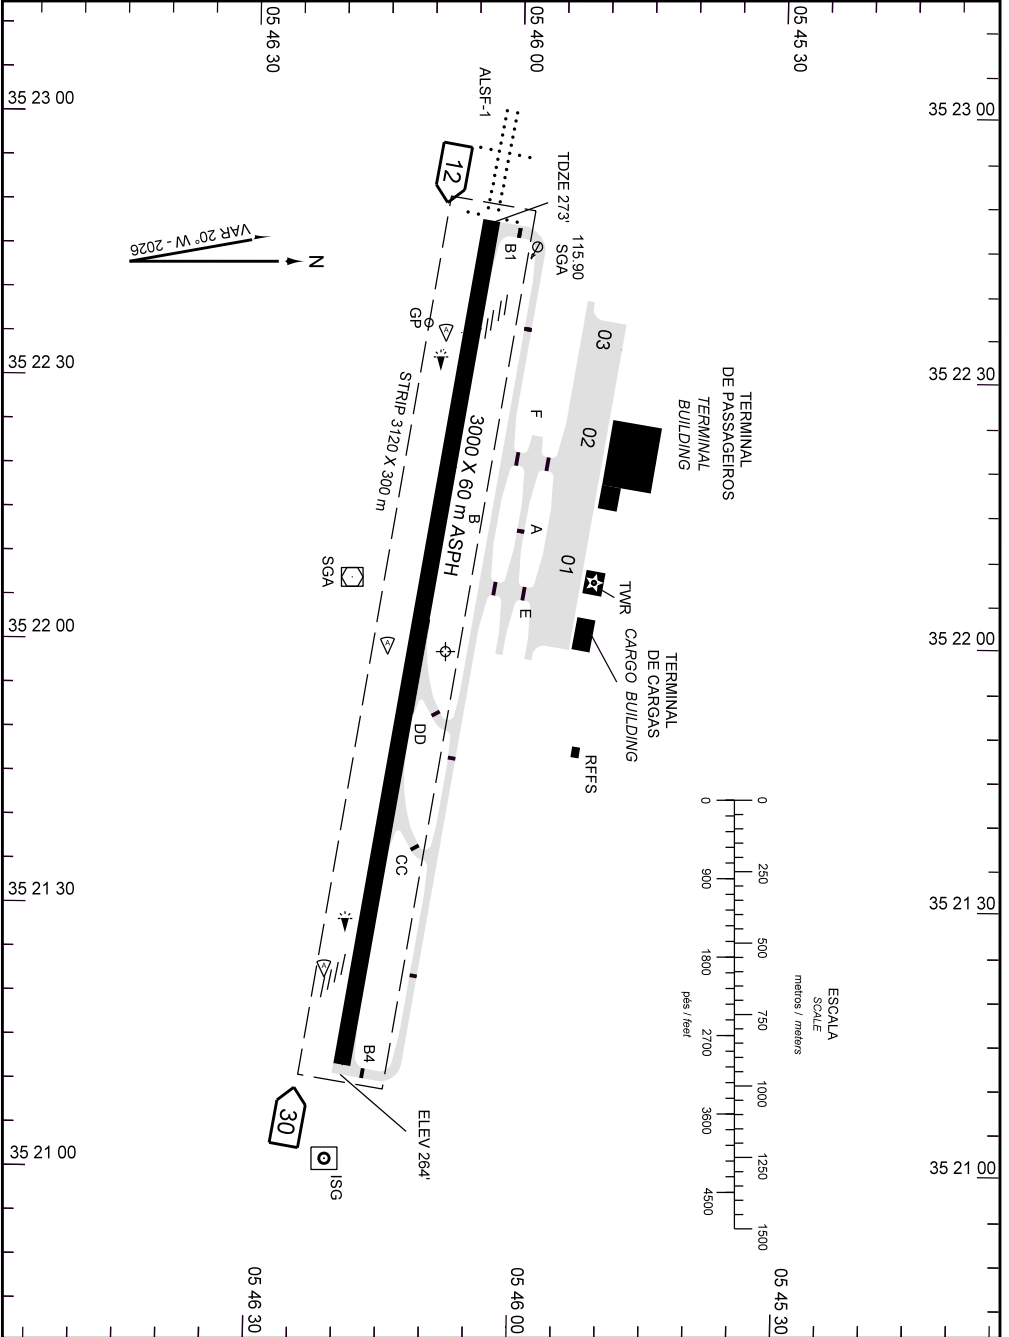 05 46 30
05 46 00
05 45 30
35 23 00
35 23 00
ALSF-1
12
TDZE 273'
115.90
SGA
B1
VAR 20° W - 2026
N
GP
A
35 22 30
35 22 30
STRIP 3120 X 300 m
3000 X 60 m ASPH
03
02
01
F
B
A
E
TERMINAL
DE PASSAGEIROS
TERMINAL
BUILDING
SGA
TWR
35 22 00
35 22 00
A
TERMINAL
DE CARGAS
CARGO BUILDING
DD
RFFS
CC
35 21 30
35 21 30
A
0
250
500
750
1000
1250
1500
0
900
1800
2700
3600
4500
ESCALA
SCALE
metros / meters
pés / feet
B4
30
ELEV 264'
ISG
35 21 00
35 21 00
05 46 30
05 46 00
05 45 30